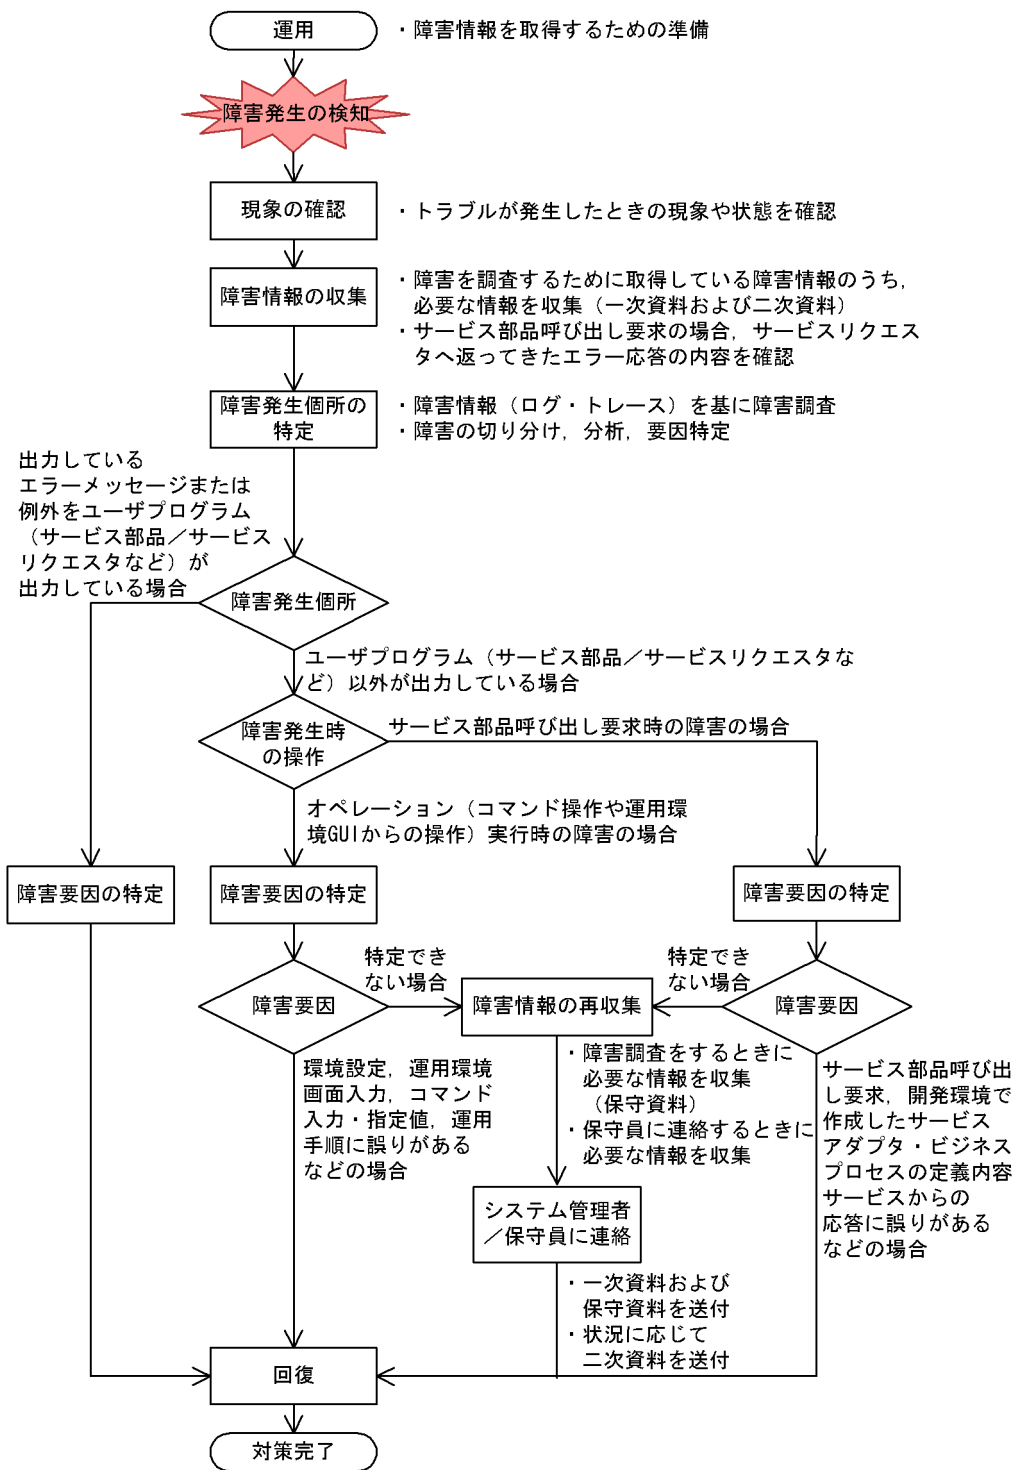 運用
・障害情報を取得するための準備
障害発生の検知
現象の確認
・トラブルが発生したときの現象や状態を確認
障害情報の収集
・障害を調査するために取得している障害情報のうち，
必要な情報を収集（一次資料および二次資料）
・サービス部品呼び出し要求の場合，サービスリクエス
タへ返ってきたエラー応答の内容を確認
障害発生個所の
特定
・障害情報（ログ・トレース）を基に障害調査
・障害の切り分け，分析，要因特定
出力している
エラーメッセージまたは
例外をユーザプログラム
（サービス部品／サービス
リクエスタなど）が
出力している場合
障害発生個所
ユーザプログラム（サービス部品／サービスリクエスタな
ど）以外が出力している場合
障害発生時
の操作
サービス部品呼び出し要求時の障害の場合
オペレーション（コマンド操作や運用環
境GUIからの操作）実行時の障害の場合
障害要因の特定
障害要因の特定
障害要因の特定
特定でき
ない場合
特定でき
ない場合
障害要因
障害情報の再収集
障害要因
環境設定，運用環境
画面入力，コマンド
入力・指定値，運用
手順に誤りがある
などの場合
・障害調査をするときに
必要な情報を収集
（保守資料）
・保守員に連絡するときに
必要な情報を収集
サービス部品呼び出
し要求，開発環境で
作成したサービス
アダプタ・ビジネス
プロセスの定義内容
サービスからの
応答に誤りがある
などの場合
システム管理者
／保守員に連絡
・一次資料および
保守資料を送付
・状況に応じて
二次資料を送付
回復
対策完了